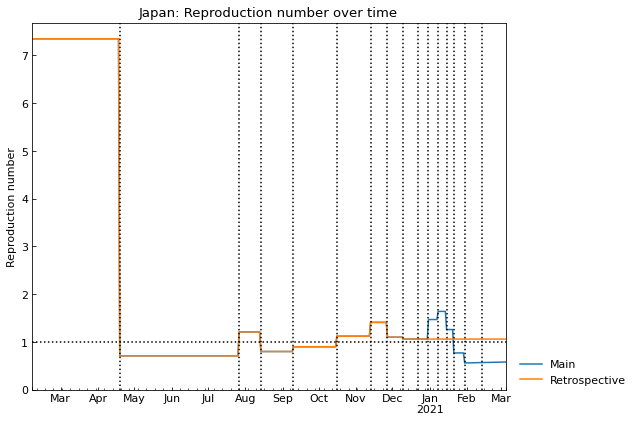 Japan: Reproduction number over time
Reproduction number
7
6
5
4
3
2
1
0
Mar Apr May Jun Jul Aug Sep Oct Nov Dec Jan Feb Mar
2021
Main
Retrospective